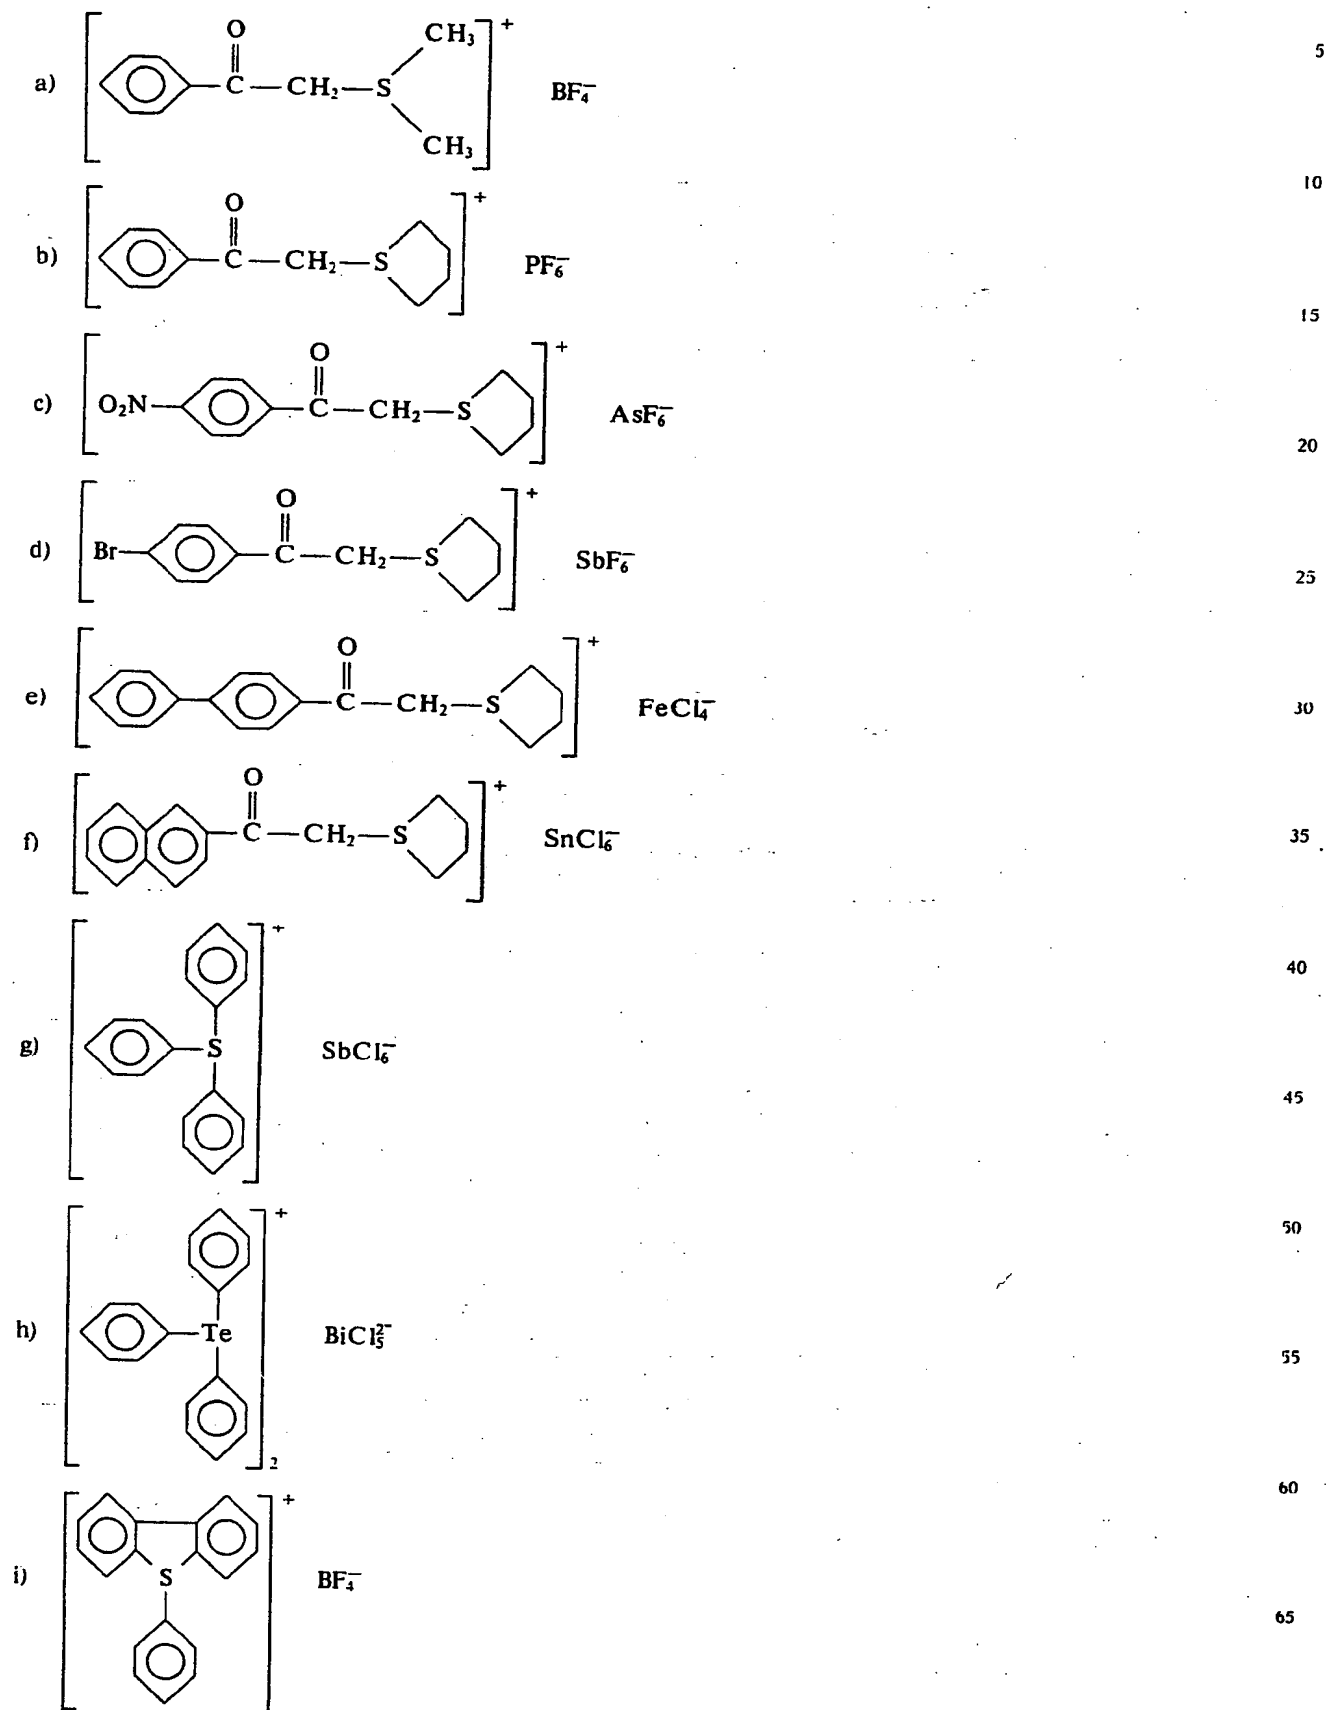 O CH₃ +
5
a) C—CH₂—S BF₄⁻
CH₃
10
O +
b) C—CH₂—S PF₆⁻
15
O +
c) O₂N— C—CH₂—S AsF₆⁻
20
O +
d) Br— C—CH₂—S SbF₆⁻
25
O +
e) C—CH₂—S FeCl₄⁻
30
O +
f) C—CH₂—S SnCl₆⁻
35
+
40
g) S SbCl₆⁻
45
+
50
h) Te BiCl₅²⁻
55
2
60
+
i) S BF₄⁻
65